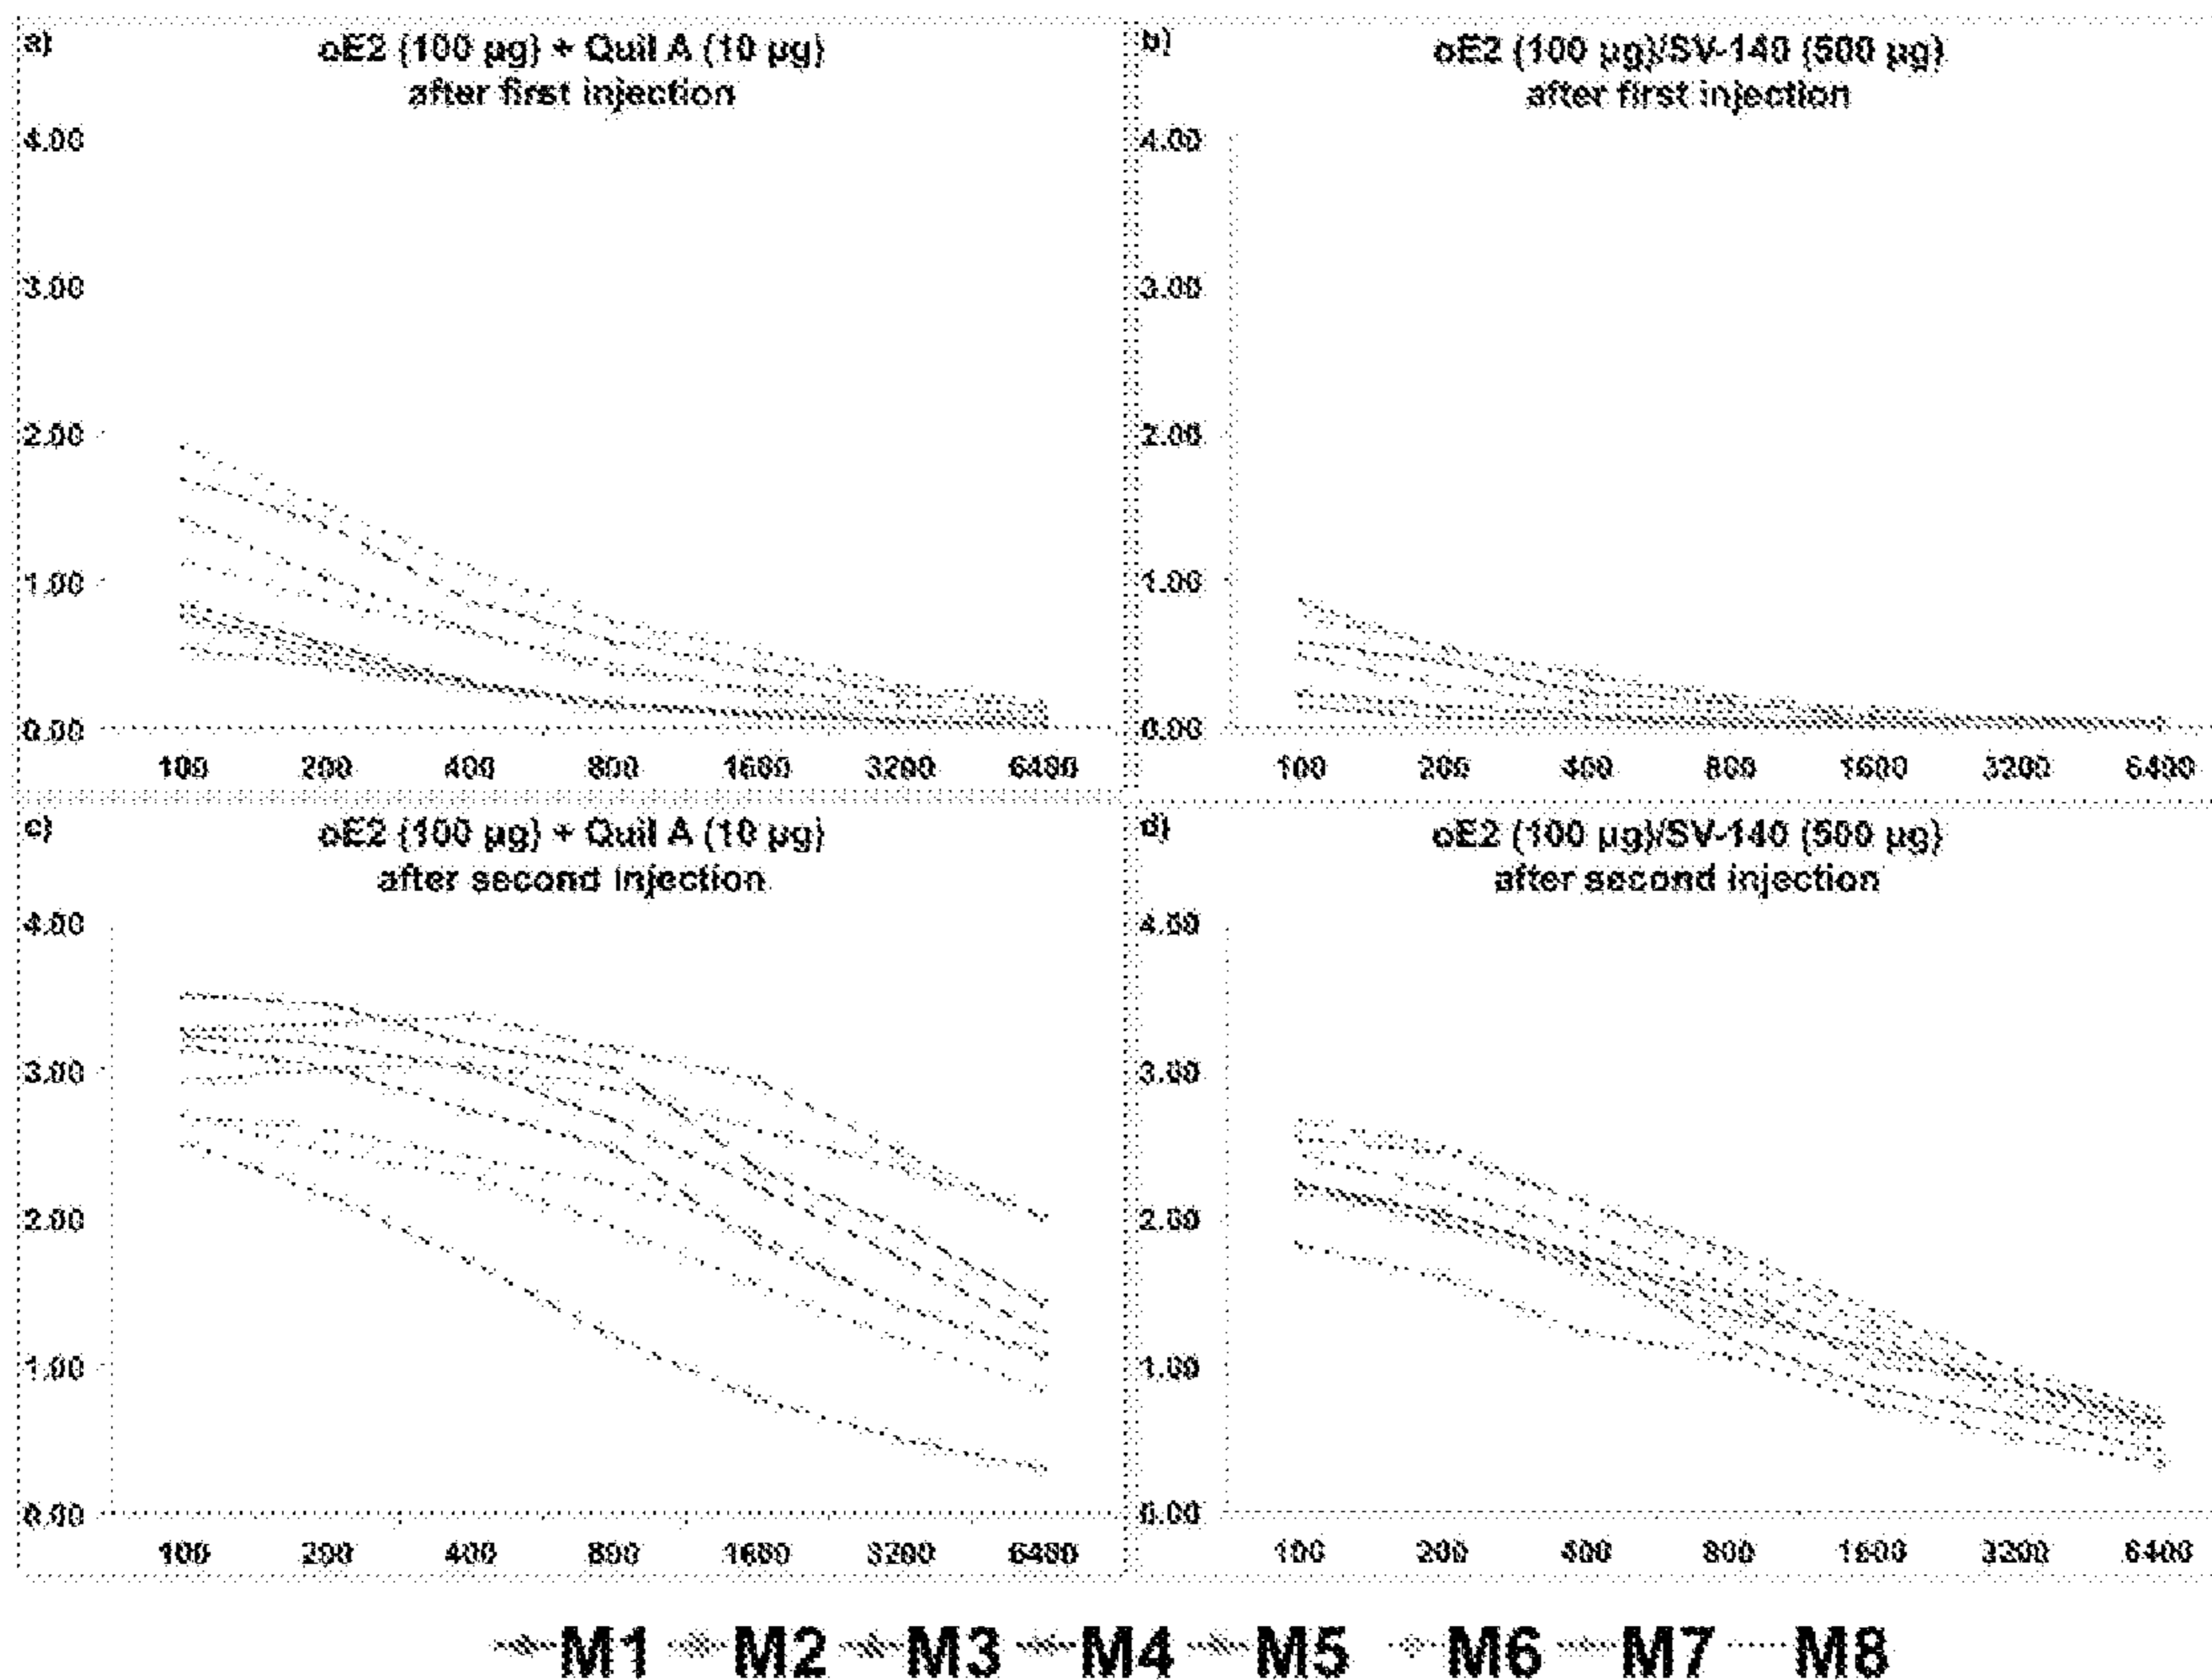 a)
oE2 (100 µg) + Quil A (10 µg)
after first injection
4.00
3.00
2.00
1.00
0.00
100 200 400 800 1600 3200 6400
b)
oE2 (100 µg)/SV-140 (500 µg)
after first injection
4.00
3.00
2.00
1.00
0.00
100 200 400 800 1600 3200 6400
c)
oE2 (100 µg) + Quil A (10 µg)
after second injection
4.00
3.00
2.00
1.00
0.00
100 200 400 800 1600 3200 6400
d)
oE2 (100 µg)/SV-140 (500 µg)
after second injection
4.00
3.00
2.00
1.00
0.00
100 200 400 800 1600 3200 6400
M1 M2 M3 M4 M5 M6 M7 M8